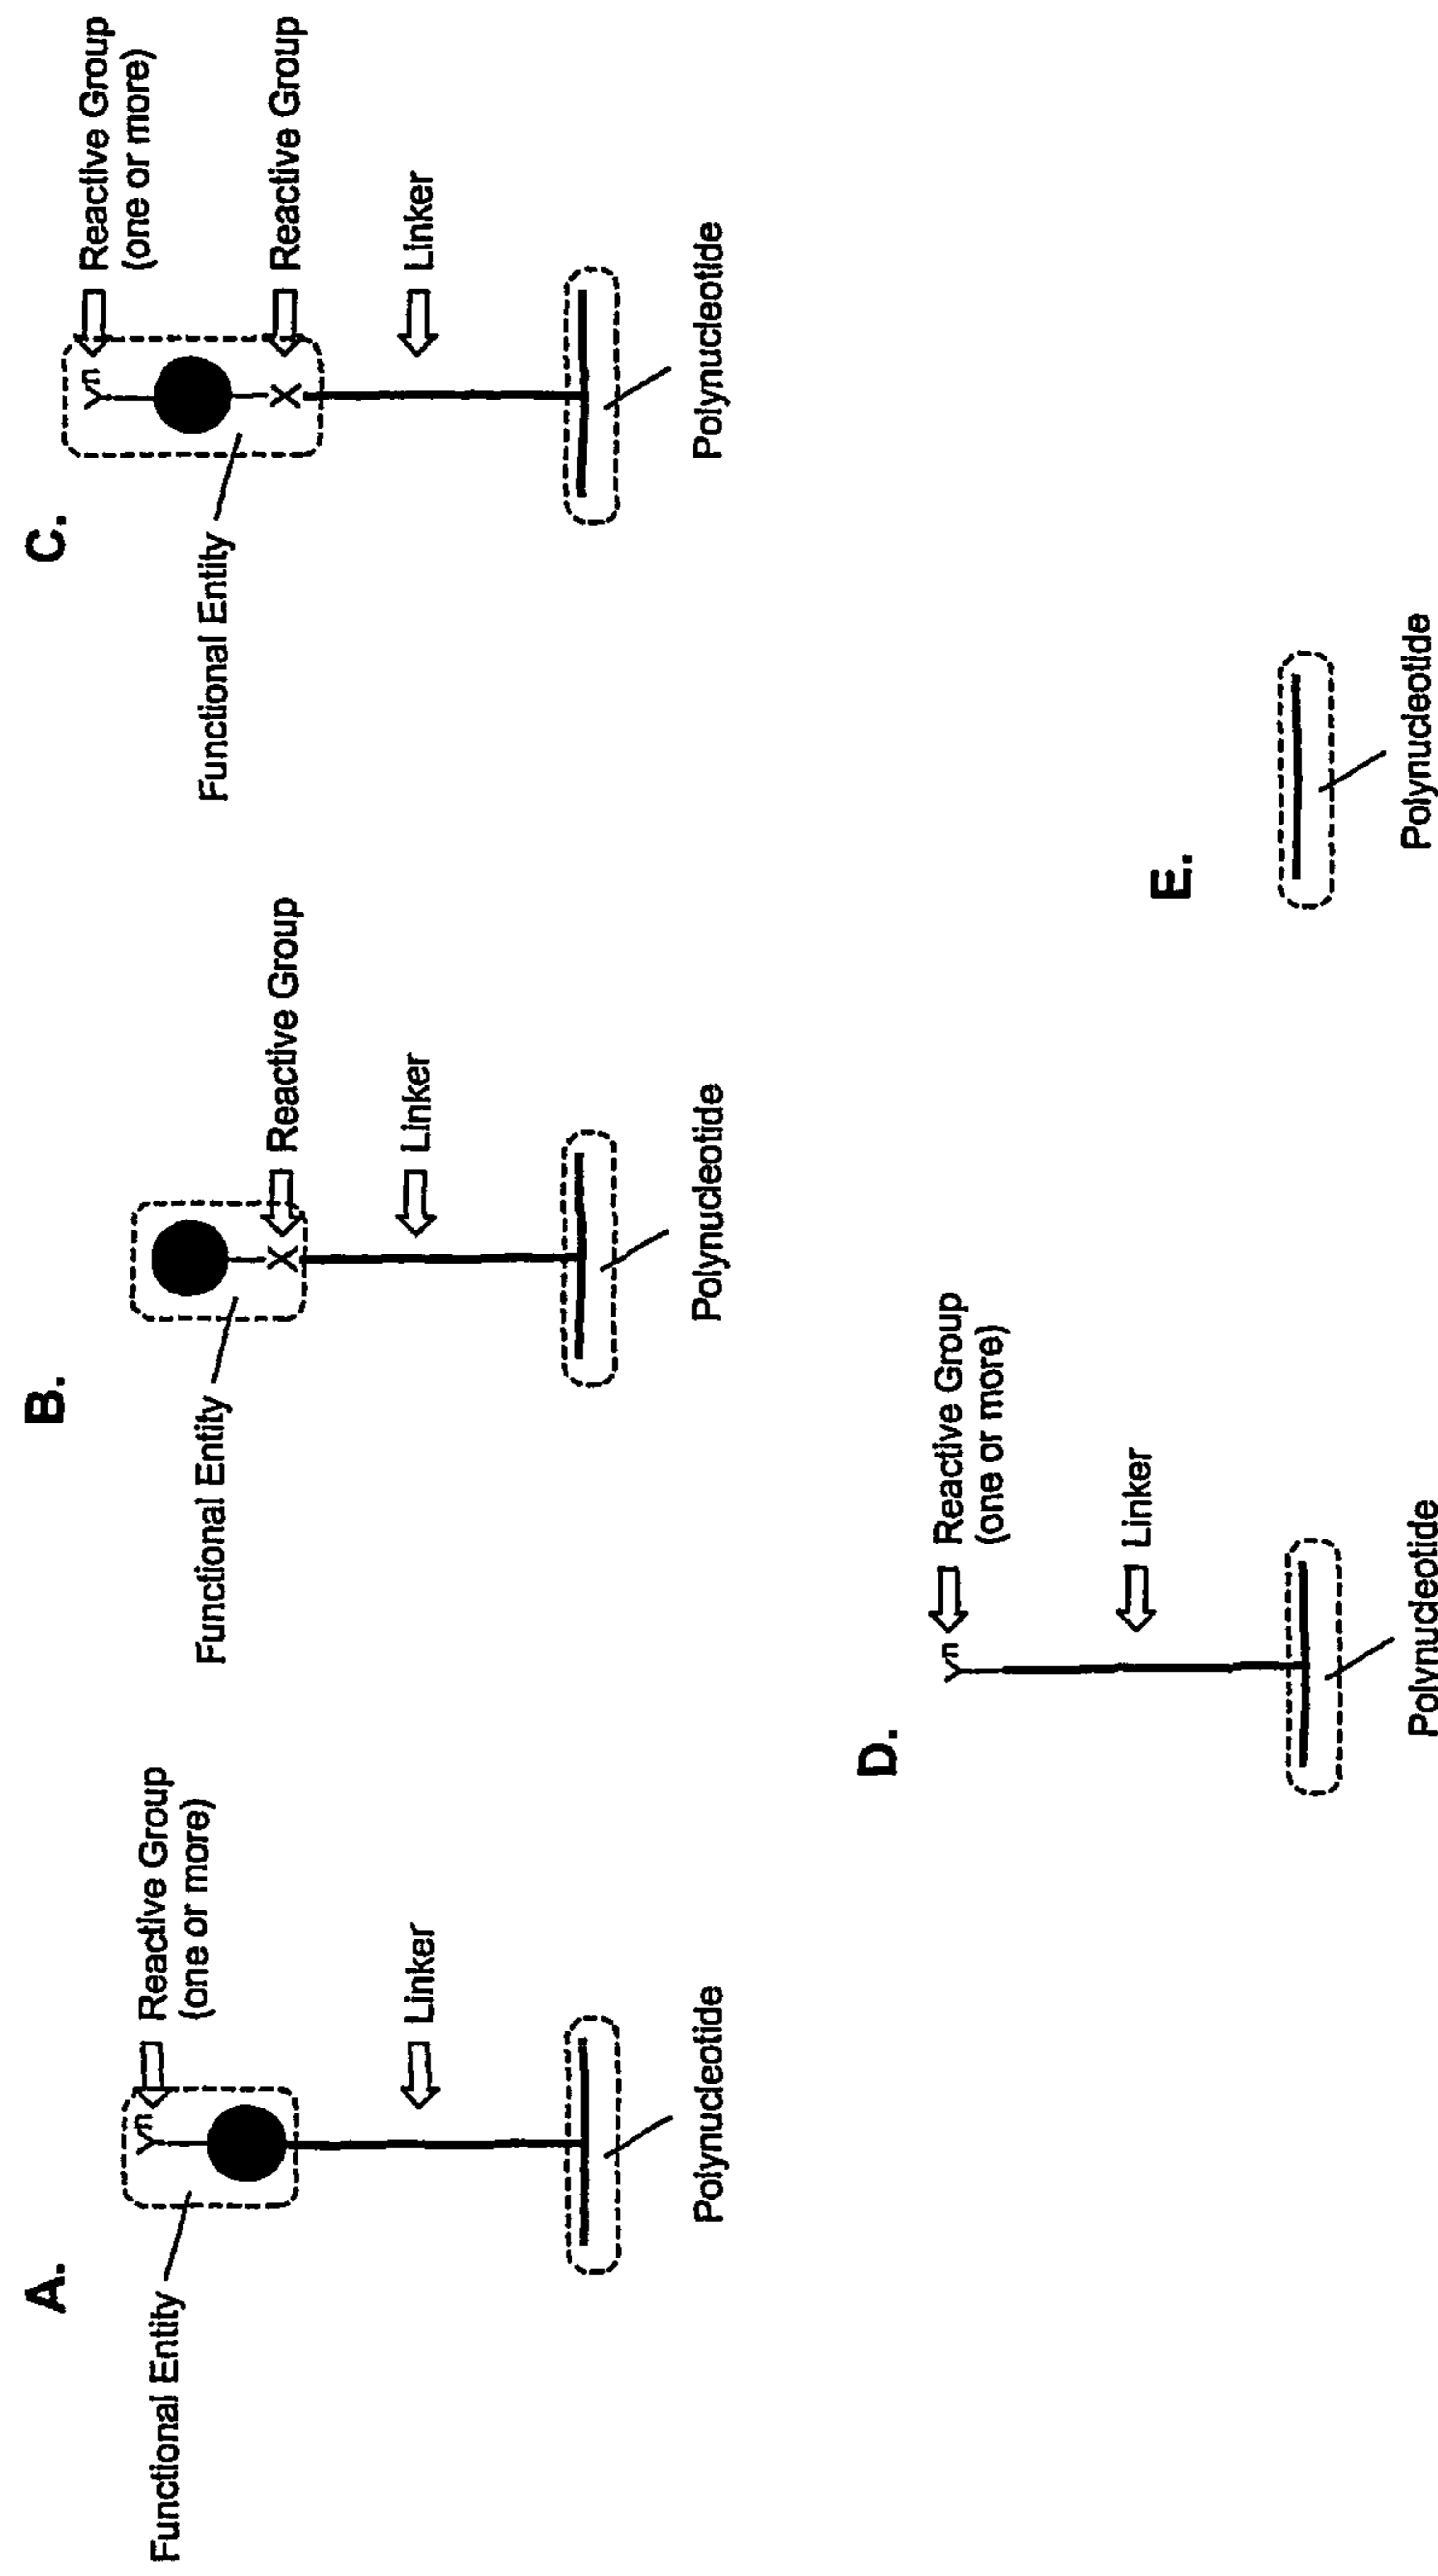 A.
Functional Entity
Yn
Reactive Group
(one or more)
Linker
Polynucleotide
B.
Functional Entity
X
Reactive Group
Linker
Polynucleotide
C.
Functional Entity
Yn
Reactive Group
(one or more)
X
Reactive Group
Linker
Polynucleotide
D.
Yn
Reactive Group
(one or more)
Linker
Polynucleotide
E.
Polynucleotide